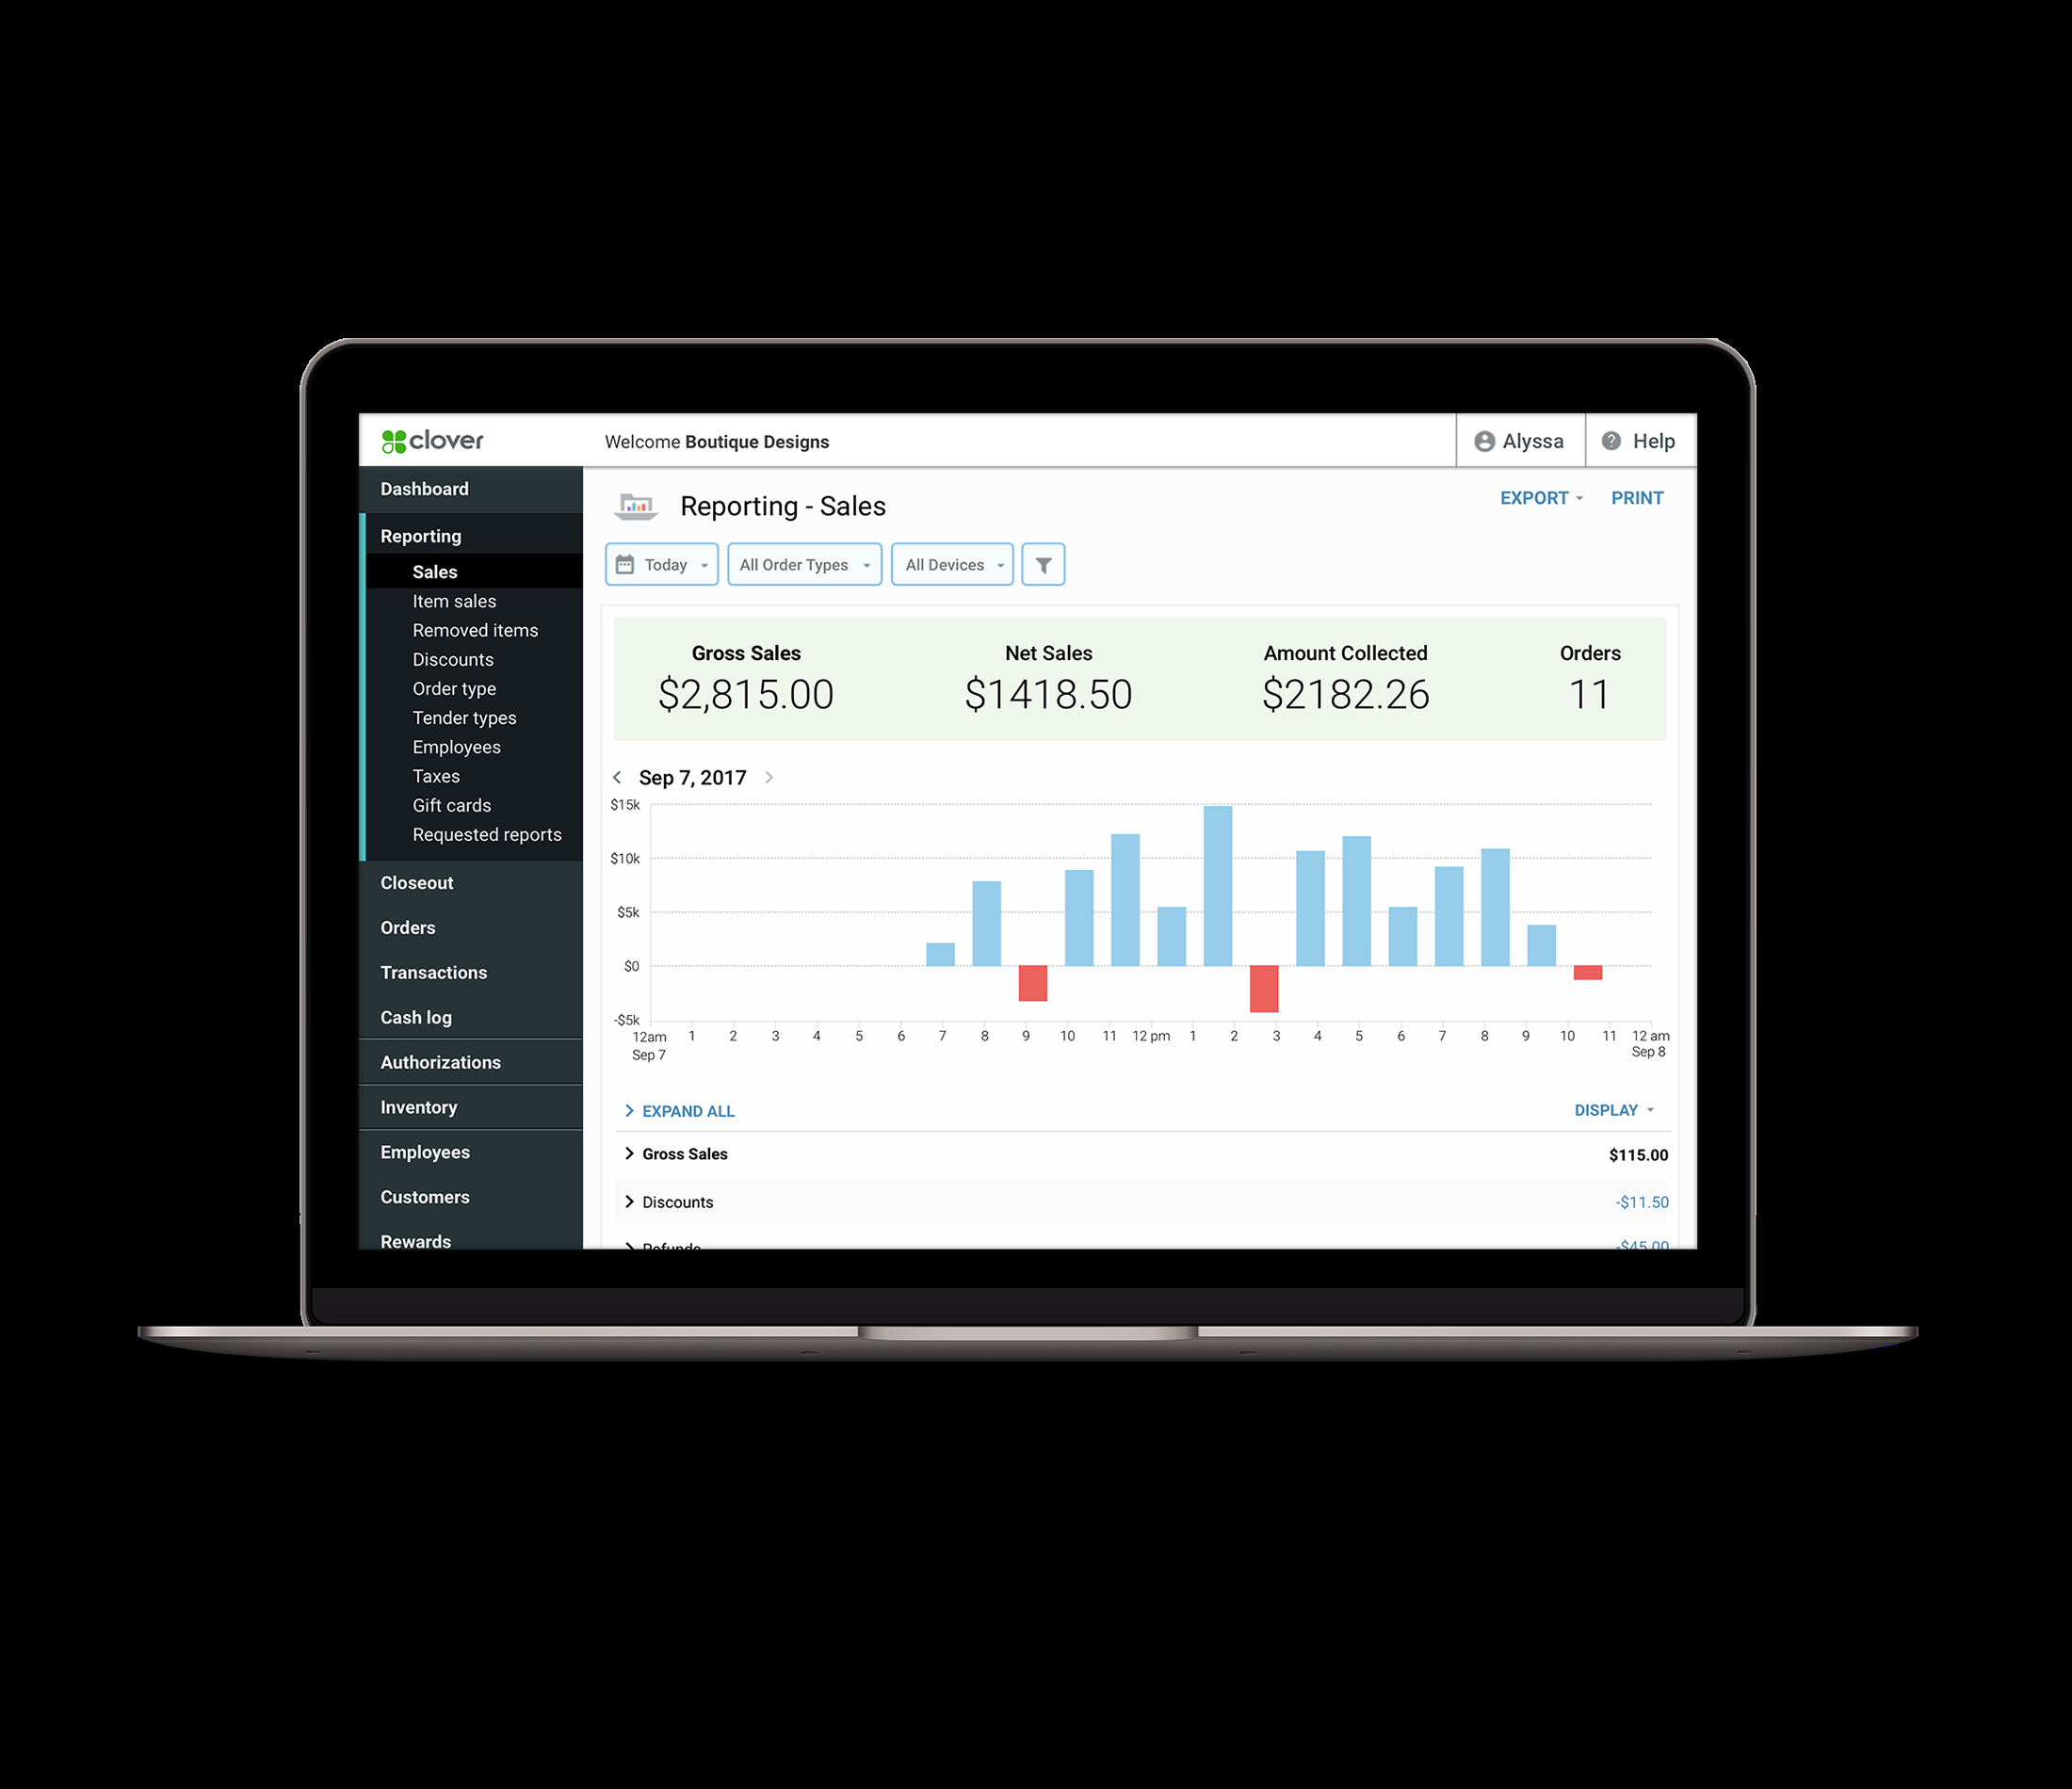 clover
Welcome Boutique Designs
Alyssa
Help
Dashboard
Reporting
Sales
Item sales
Removed items
Discounts
Order type
Tender types
Employees
Taxes
Gift cards
Requested reports
Closeout
Orders
Transactions
Cash log
Authorizations
Inventory
Employees
Customers
Rewards
Reporting - Sales
EXPORT
PRINT
Today
All Order Types
All Devices
Gross Sales
$2,815.00
Net Sales
$1418.50
Amount Collected
$2182.26
Orders
11
Sep 7, 2017
$15k
$10k
$5k
$0
-$5k
12am 1 2 3 4 5 6 7 8 9 10 11 12 pm 1 2 3 4 5 6 7 8 9 10 11 12 am
Sep 7 Sep 8
EXPAND ALL DISPLAY
Gross Sales $115.00
Discounts -$11.50
Refunds -$45.00